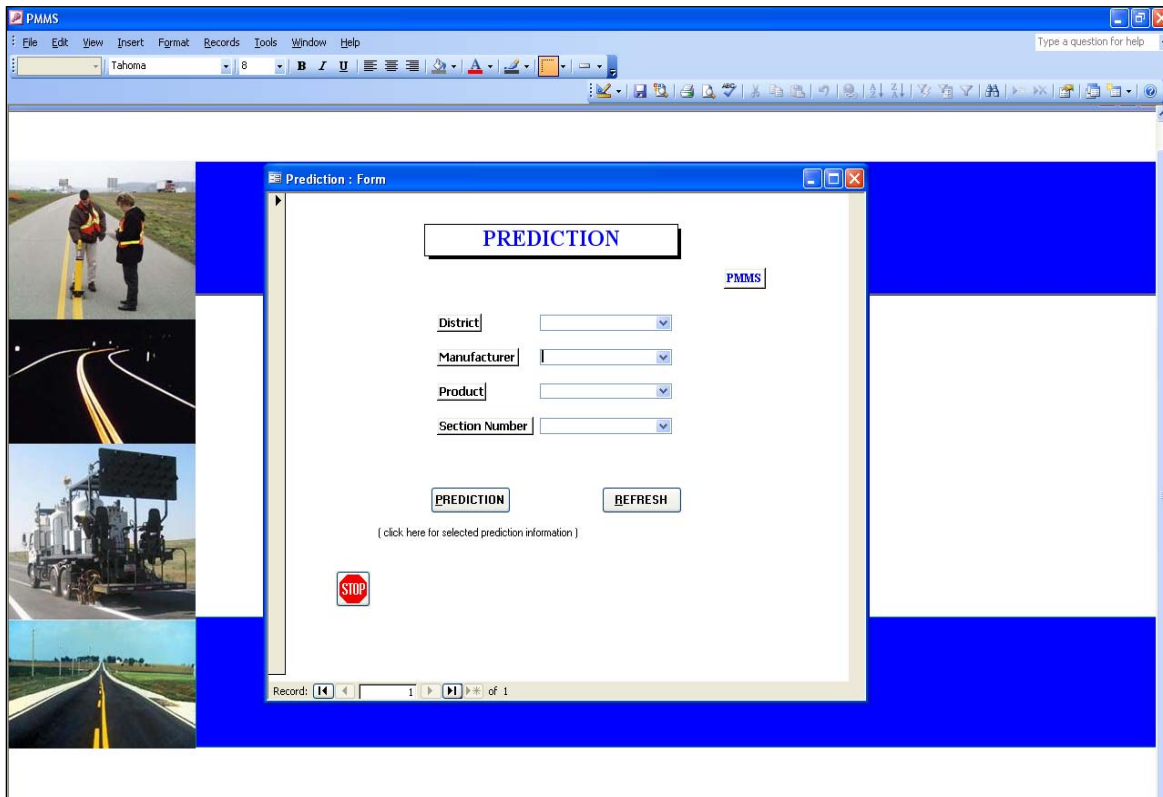 PMMS
File Edit View Insert Format Records Tools Window Help
Type a question for help
Tahoma 8 B I U A
Prediction : Form
PREDICTION
PMMS
District
Manufacturer
Product
Section Number
PREDICTION REFRESH
( click here for selected prediction information )
STOP
Record: 1 of 1